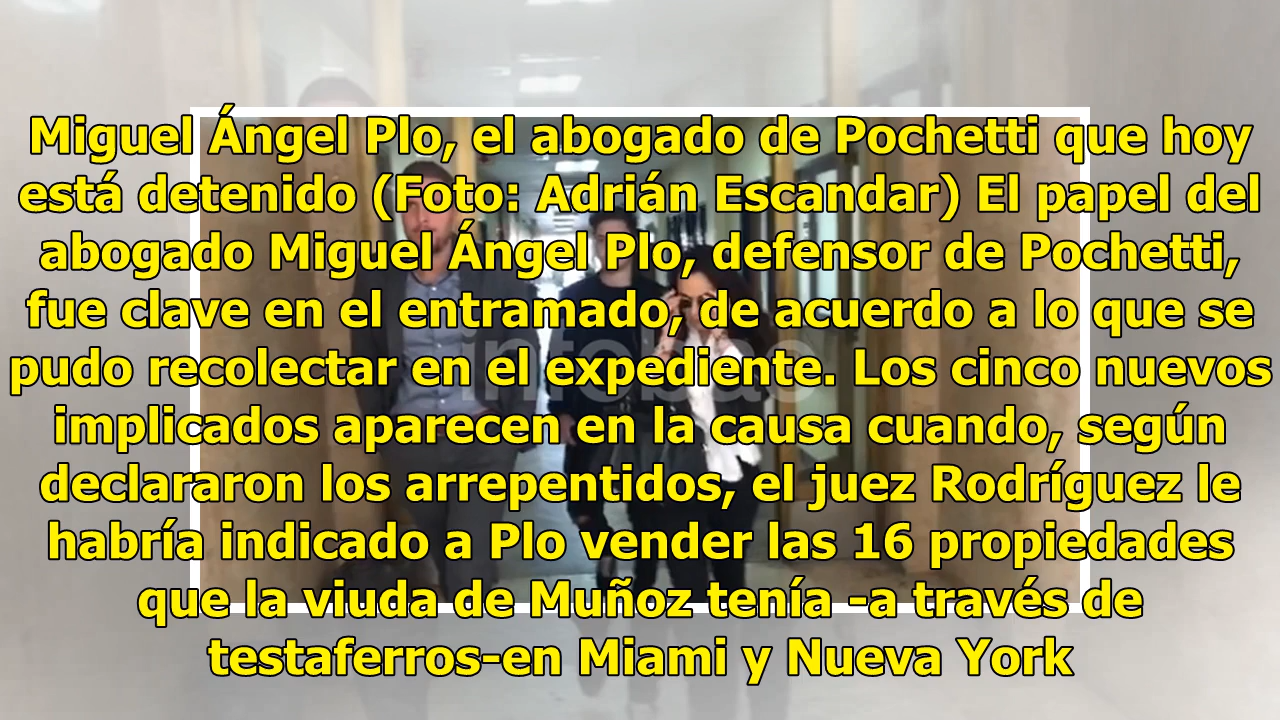 Miguel Ángel Plo, el abogado de Pochetti que hoy
está detenido (Foto: Adrián Escandar) El papel del
abogado Miguel Ángel Plo, defensor de Pochetti,
fue clave en el entramado, de acuerdo a lo que se
pudo recolectar en el expediente. Los cinco nuevos
implicados aparecen en la causa cuando, según
declararon los arrepentidos, el juez Rodríguez le
habría indicado a Plo vender las 16 propiedades
que la viuda de Muñoz tenía -a través de
testaferros-en Miami y Nueva York
infobae